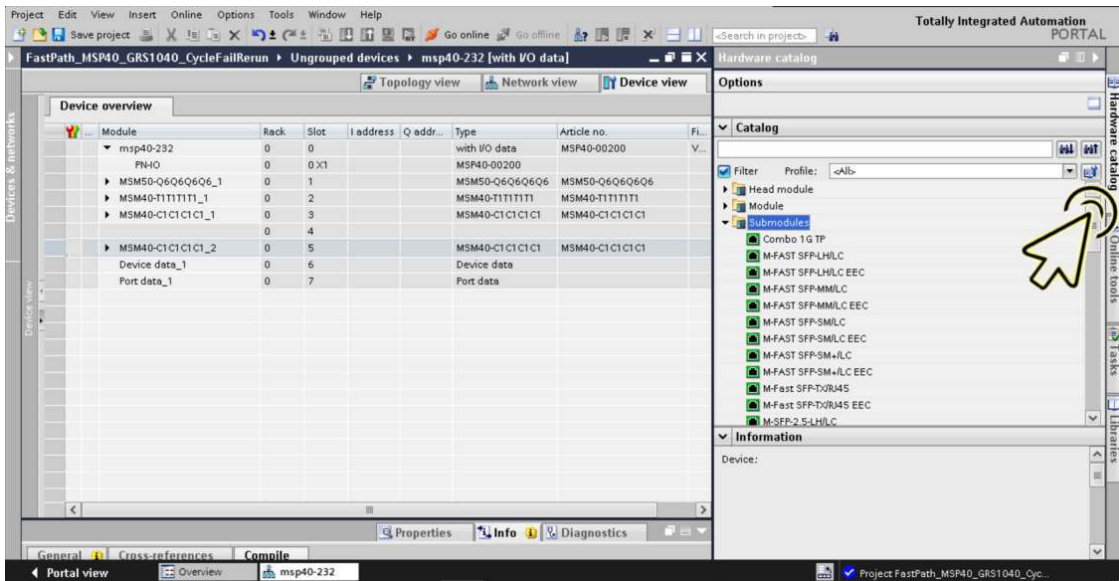 Project Edit View Insert Online Options Tools Window Help
Totally Integrated Automation
PORTAL
Save project Go online Go offline <Search in project>
FastPath_MSP40_GRS1040_CycleFailRerun Ungrouped devices msp40-232 [with I/O data]
Hardware catalog
Topology view Network view Device view
Options
Device overview
Catalog
... Module Rack Slot I address Q addr... Type Article no. Fi...
msp40-232 0 0 with I/O data MSP40-00200 V...
PN-IO 0 0 X1 MSP40-00200
MSM50-Q6Q6Q6Q6_1 0 1 MSM50-Q6Q6Q6Q6 MSM50-Q6Q6Q6Q6
MSM40-T1T1T1T1_1 0 2 MSM40-T1T1T1T1 MSM40-T1T1T1T1
MSM40-C1C1C1C1_1 0 3 MSM40-C1C1C1C1 MSM40-C1C1C1C1
0 4
MSM40-C1C1C1C1_2 0 5 MSM40-C1C1C1C1 MSM40-C1C1C1C1
Device data_1 0 6 Device data
Port data_1 0 7 Port data
Filter Profile: <All>
Head module
Module
Submodules
Combo 1G TP
M-FAST SFP-LH/LC
M-FAST SFP-LH/LC EEC
M-FAST SFP-MM/LC
M-FAST SFP-MM/LC EEC
M-FAST SFP-SM/LC
M-FAST SFP-SM/LC EEC
M-FAST SFP-SM+/LC
M-FAST SFP-SM+/LC EEC
M-Fast SFP-TX/RJ45
M-Fast SFP-TX/RJ45 EEC
M-SFP-2.5-LH/LC
Information
Device:
Devices & networks
Device view
Hardware catalog
Online tools
Tasks
Libraries
Properties Info Diagnostics
General Cross-references Compile
Portal view Overview msp40-232 Project FastPath_MSP40_GRS1040_Cyc...